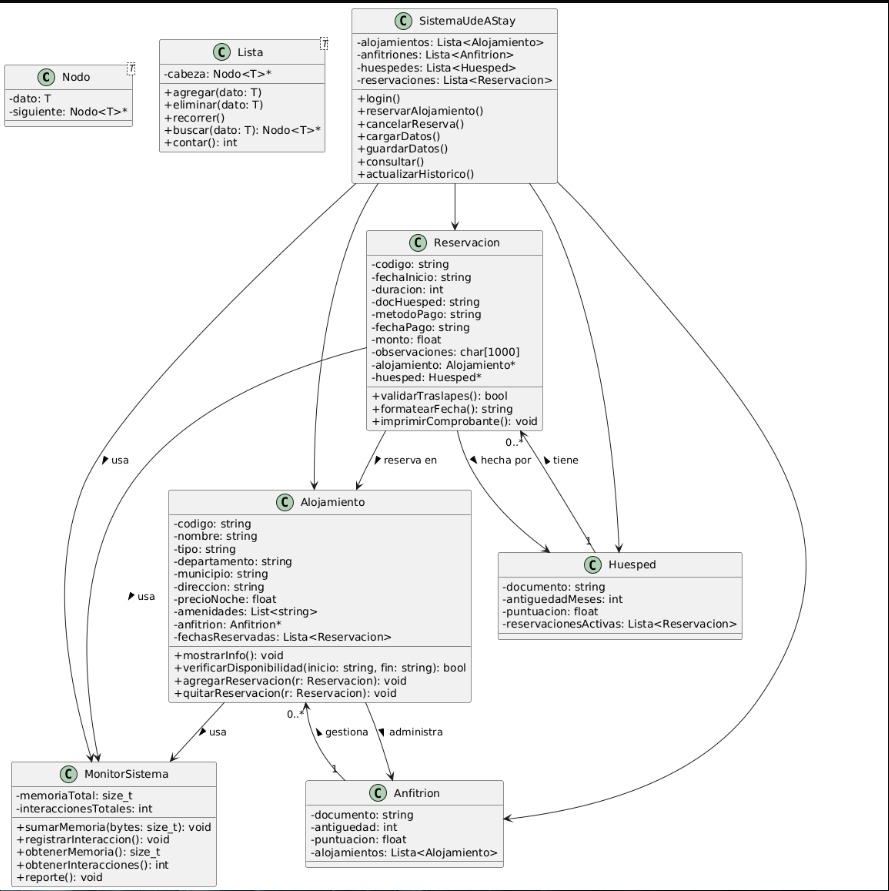 C SistemaUdeAStay
-alojamientos: Lista<Alojamiento>
-anfitriones: Lista<Anfitrion>
-huespedes: Lista<Huesped>
-reservaciones: Lista<Reservacion>
+login()
+reservarAlojamiento()
+cancelarReserva()
+cargarDatos()
+guardarDatos()
+consultar()
+actualizarHistorico()
C Lista
T
-cabeza: Nodo<T>*
+agregar(dato: T)
+eliminar(dato: T)
+recorrer()
+buscar(dato: T): Nodo<T>*
+contar(): int
C Nodo
T
-dato: T
-siguiente: Nodo<T>*
C Reservacion
-codigo: string
-fechaInicio: string
-duracion: int
-docHuesped: string
-metodoPago: string
-fechaPago: string
-monto: float
-observaciones: char[1000]
-alojamiento: Alojamiento*
-huesped: Huesped*
+validarTraslapes(): bool
+formatearFecha(): string
+imprimirComprobante(): void
0..*
usa
reserva en
hecha por
tiene
1
C Alojamiento
-codigo: string
-nombre: string
-tipo: string
-departamento: string
-municipio: string
-direccion: string
-precioNoche: float
-amenidades: List<string>
-anfitrion: Anfitrion*
-fechasReservadas: Lista<Reservacion>
+mostrarInfo(): void
+verificarDisponibilidad(inicio: string, fin: string): bool
+agregarReservacion(r: Reservacion): void
+quitarReservacion(r: Reservacion): void
C Huesped
-documento: string
-antiguedadMeses: int
-puntuacion: float
-reservacionesActivas: Lista<Reservacion>
usa
0..*
usa
gestiona
administra
1
C MonitorSistema
-memoriaTotal: size_t
-interaccionesTotales: int
+sumarMemoria(bytes: size_t): void
+registrarInteraccion(): void
+obtenerMemoria(): size_t
+obtenerInteracciones(): int
+reporte(): void
C Anfitrion
-documento: string
-antiguedad: int
-puntuacion: float
-alojamientos: Lista<Alojamiento>